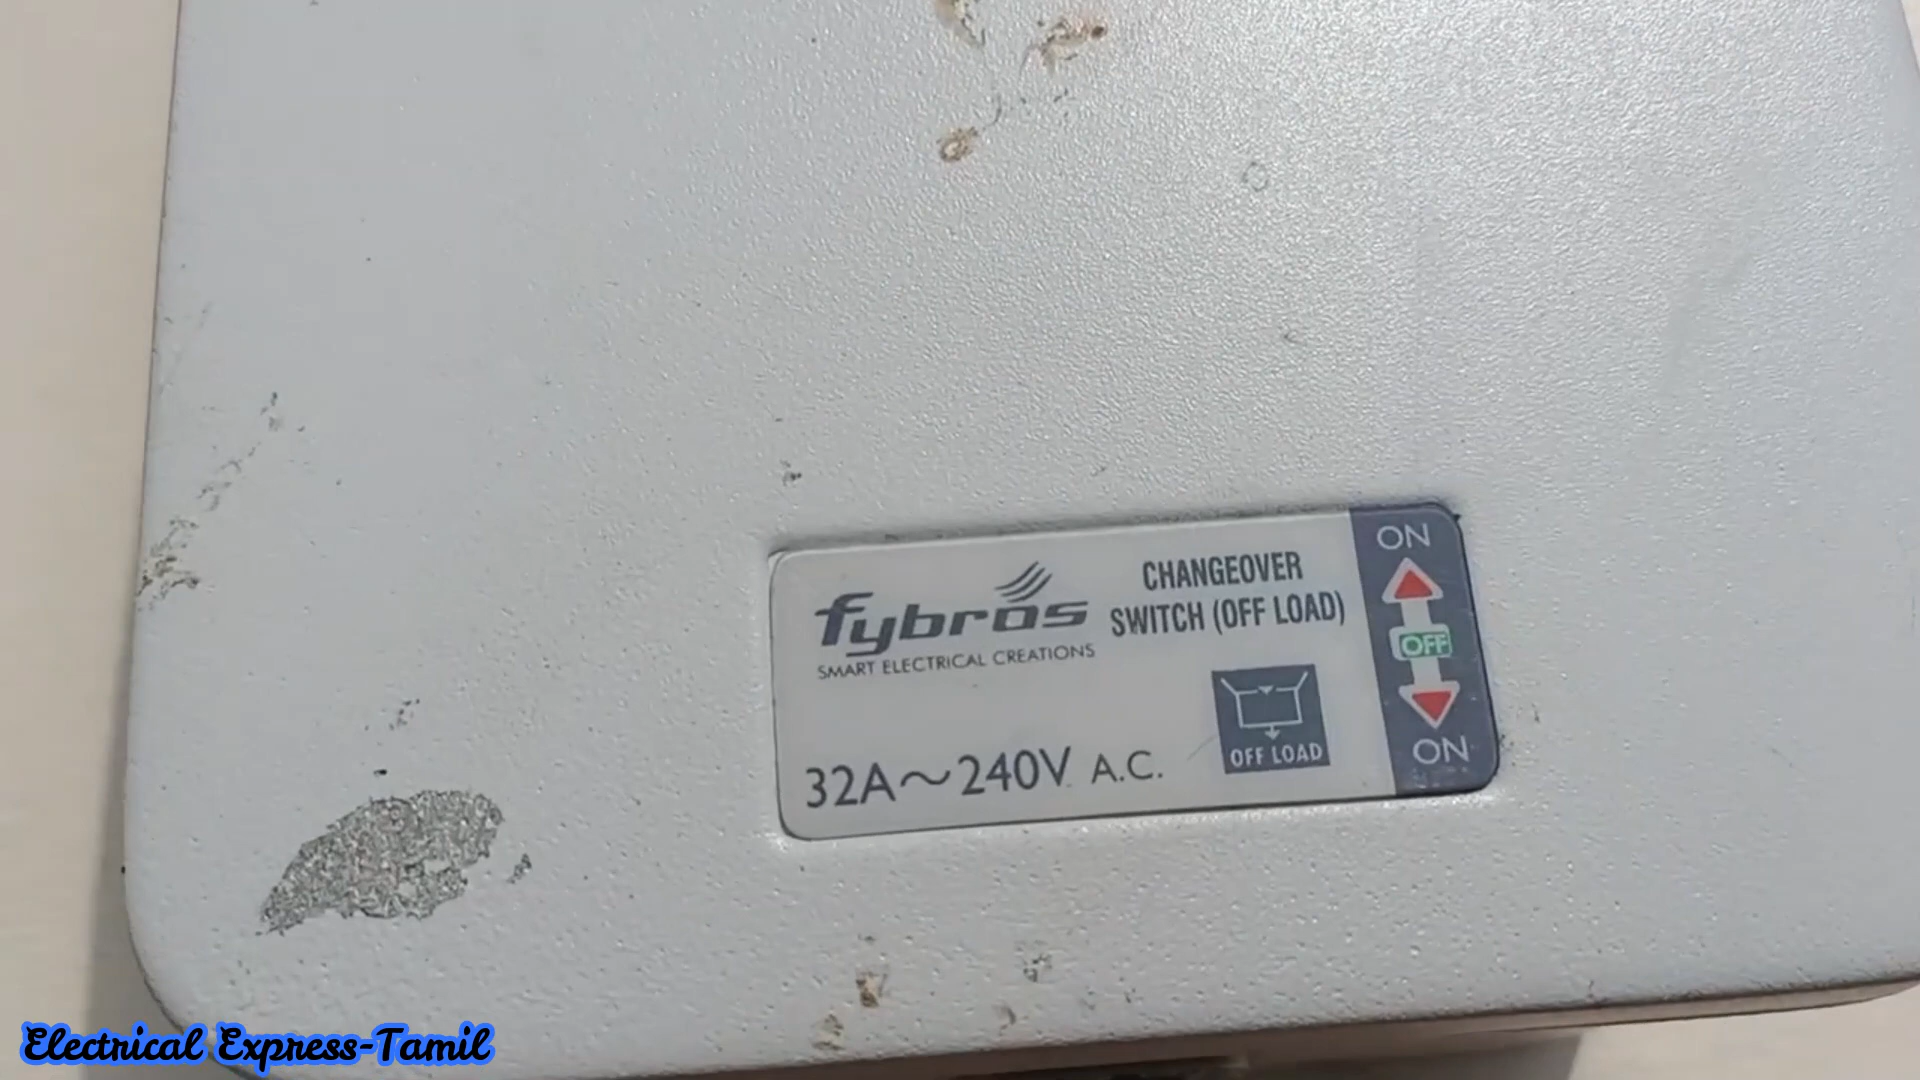 fybros
SMART ELECTRICAL CREATIONS
CHANGEOVER
SWITCH (OFF LOAD)
OFF LOAD
32A~240V A.C.
ON
OFF
ON
Electrical Express-Tamil